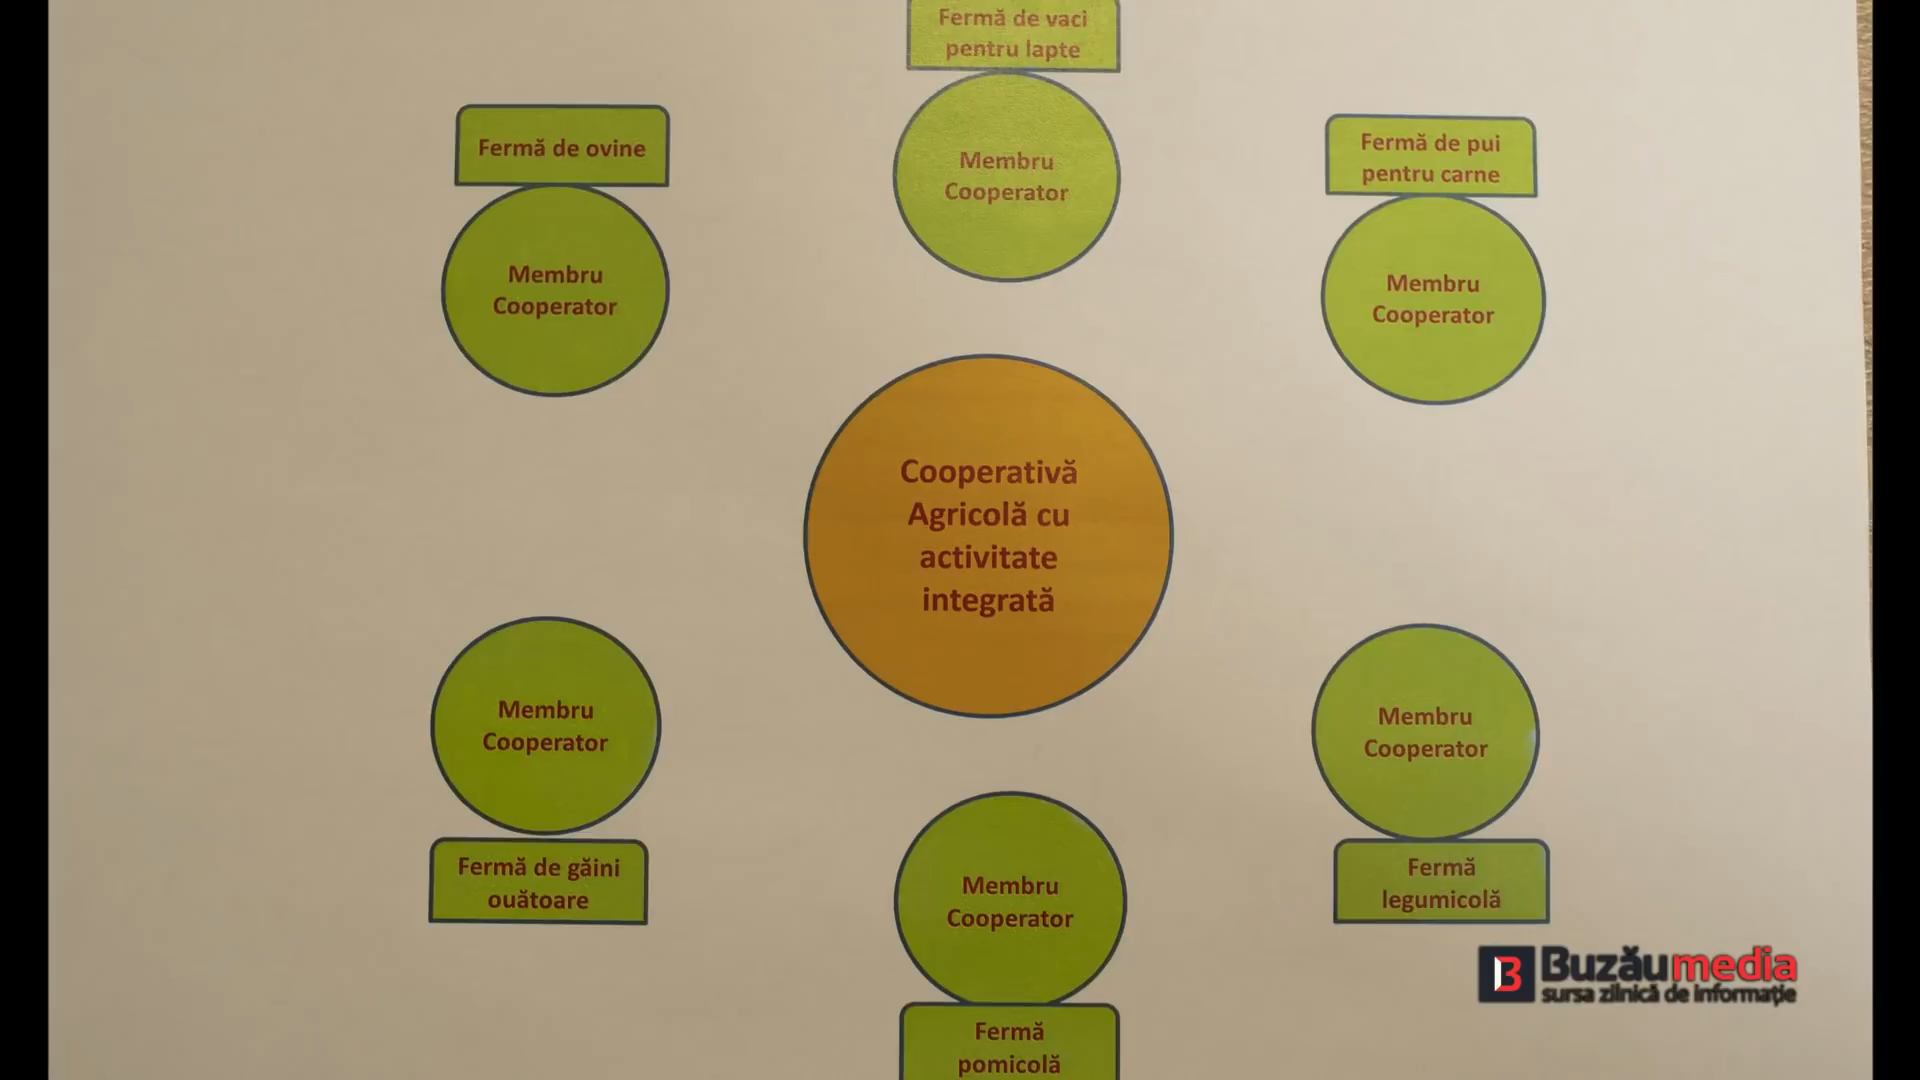 Fermă de vaci
pentru lapte
Membru
Cooperator
Fermă de ovine
Membru
Cooperator
Fermă de pui
pentru carne
Membru
Cooperator
Cooperativă
Agricolă cu
activitate
integrată
Membru
Cooperator
Fermă de găini
ouătoare
Membru
Cooperator
Fermă
pomicolă
Membru
Cooperator
Fermă
legumicolă
B Buzăumedia
sursa zilnică de informație